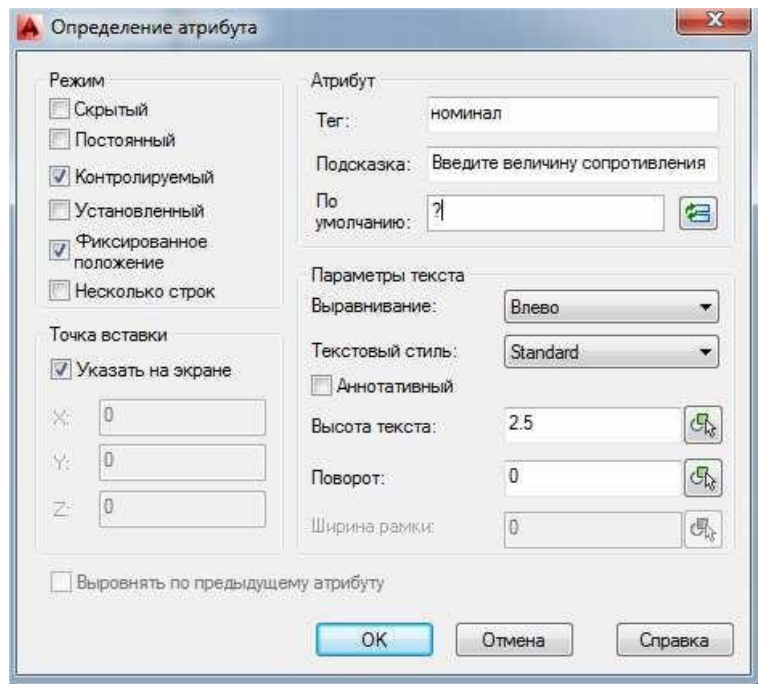 Определение атрибута
Режим
Скрытый
Постоянный
Контролируемый
Установленный
Фиксированное
положение
Несколько строк
Точка вставки
Указать на экране
X: 0
Y: 0
Z: 0
Атрибут
Тег: номинал
Подсказка: Введите величину сопротивления
По
умолчанию: ?
Параметры текста
Выравнивание: Влево
Текстовый стиль: Standard
Аннотативный
Высота текста: 2.5
Поворот: 0
Ширина рамки: 0
Выровнять по предыдущему атрибуту
OK Отмена Справка